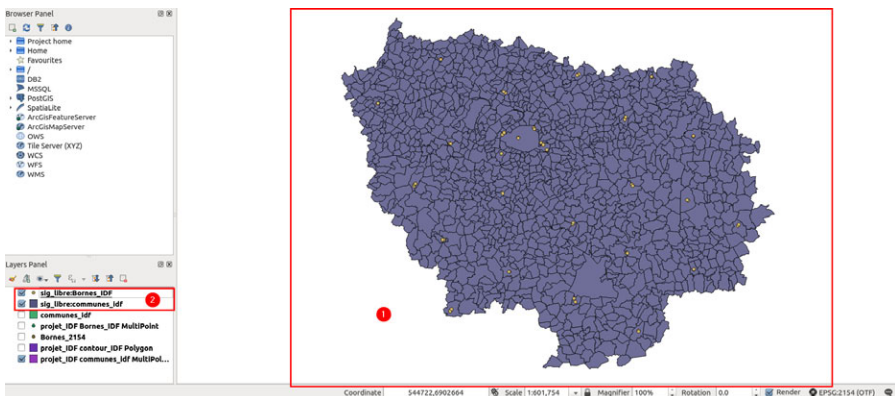 Browser Panel
Project home
Home
Favourites
/
DB2
MSSQL
PostGIS
SpatiaLite
ArcGisFeatureServer
ArcGisMapServer
OWS
Tile Server (XYZ)
WCS
WFS
WMS
Layers Panel
sig_libre:Bornes_IDF
sig_libre:communes_idf
2
communes_idf
projet_IDF Bornes_IDF MultiPoint
Bornes_2154
projet_IDF contour_IDF Polygon
projet_IDF communes_idf MultiPol...
1
Coordinate 544722,6902664 Scale 1:601,754 Magnifier 100% Rotation 0.0 Render EPSG:2154 (OTF)